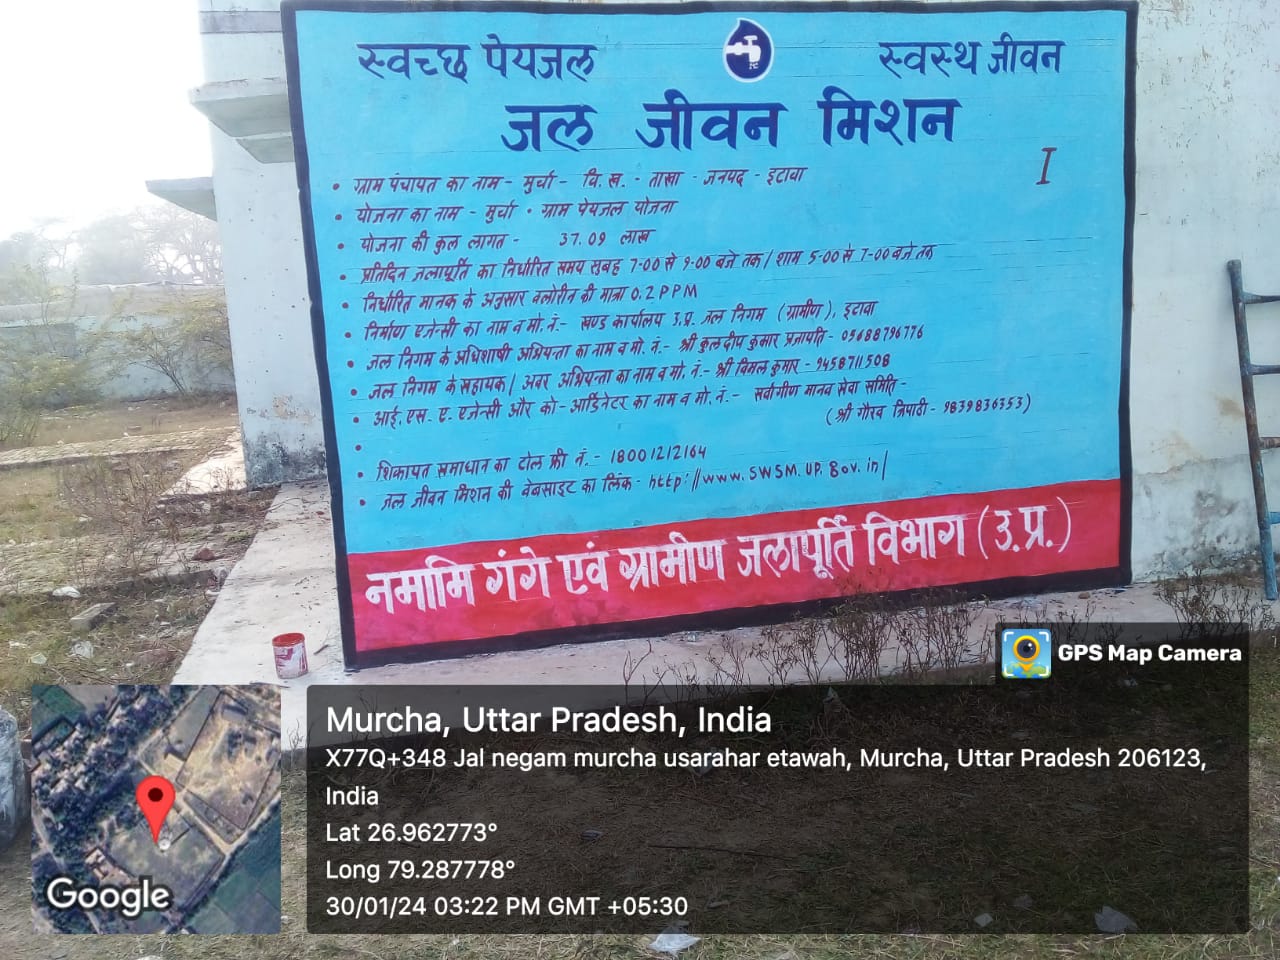 स्वच्छ पेयजल
स्वस्थ जीवन
जल जीवन मिशन
I
• ग्राम पंचायत का नाम - मुर्चा - वि.ख. - ताखा - जनपद - इटावा
• योजना का नाम - मुर्चा • ग्राम पेयजल योजना
• योजना की कुल लागत - 37.09 लाख
• प्रतिदिन जलापूर्ति का निर्धारित समय सुबह 7-00 से 9-00 बजे तक / शाम 5-00 से 7-00 बजे तक
• निर्धारित मानक के अनुसार क्लोरीन की मात्रा 0.2 PPM
• निर्माण एजेन्सी का नाम व मो. नं.- खण्ड कार्यालय उ.प्र. जल निगम (ग्रामीण), इटावा
• जल निगम के अधिशाषी अभियन्ता का नाम व मो. नं.- श्री कुलदीप कुमार प्रजापति - 05688796776
• जल निगम के सहायक / अवर अभियन्ता का नाम व मो. नं.- श्री विमल कुमार - 9458711508
• आई. एस. ए. एजेन्सी और को- आर्डिनेटर का नाम व मो. नं.- सर्वागीण मानव सेवा समिति -
(श्री गौरव त्रिपाठी - 9839836353)
• शिकायत समाधान का टोल फ्री नं.- 18001212164
• जल जीवन मिशन की वेबसाइट का लिंक - http://www.SWSM.UP.Gov.in/
नमामि गंगे एवं ग्रामीण जलापूर्ति विभाग (उ.प्र.)
GPS Map Camera
Murcha, Uttar Pradesh, India
X77Q+348 Jal negam murcha usarahar etawah, Murcha, Uttar Pradesh 206123,
India
Lat 26.962773°
Long 79.287778°
30/01/24 03:22 PM GMT +05:30
Google